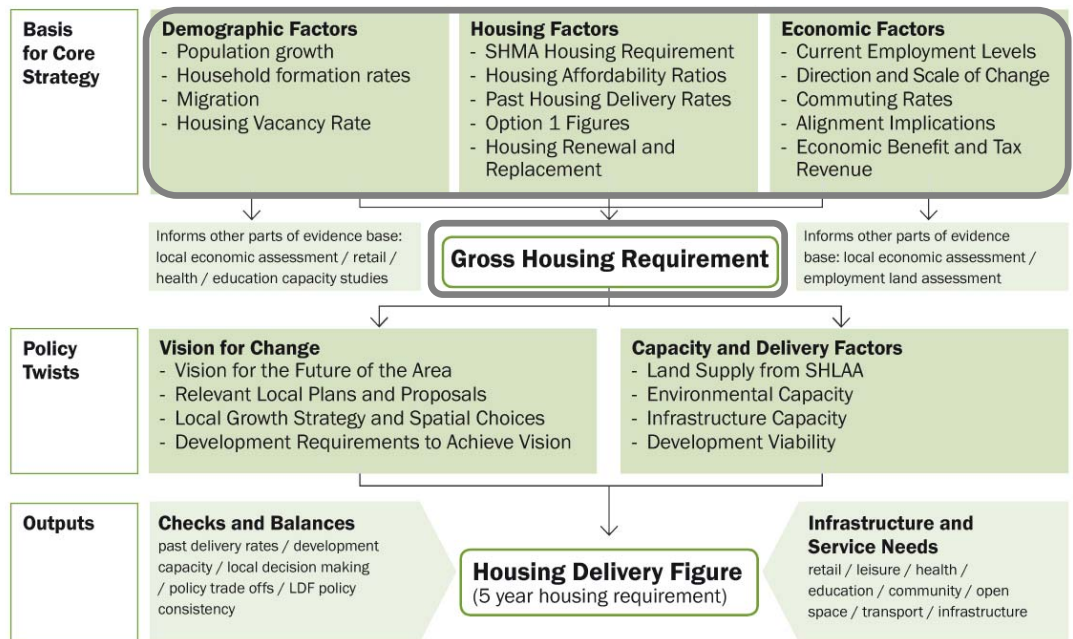 Basis
for Core
Strategy
Demographic Factors
- Population growth
- Household formation rates
- Migration
- Housing Vacancy Rate
Housing Factors
- SHMA Housing Requirement
- Housing Affordability Ratios
- Past Housing Delivery Rates
- Option 1 Figures
- Housing Renewal and
Replacement
Economic Factors
- Current Employment Levels
- Direction and Scale of Change
- Commuting Rates
- Alignment Implications
- Economic Benefit and Tax
Revenue
Informs other parts of evidence base:
local economic assessment / retail /
health / education capacity studies
Gross Housing Requirement
Informs other parts of evidence
base: local economic assessment /
employment land assessment
Policy
Twists
Vision for Change
- Vision for the Future of the Area
- Relevant Local Plans and Proposals
- Local Growth Strategy and Spatial Choices
- Development Requirements to Achieve Vision
Capacity and Delivery Factors
- Land Supply from SHLAA
- Environmental Capacity
- Infrastructure Capacity
- Development Viability
Outputs
Checks and Balances
past delivery rates / development
capacity / local decision making
/ policy trade offs / LDF policy
consistency
Housing Delivery Figure
(5 year housing requirement)
Infrastructure and
Service Needs
retail / leisure / health /
education / community / open
space / transport / infrastructure